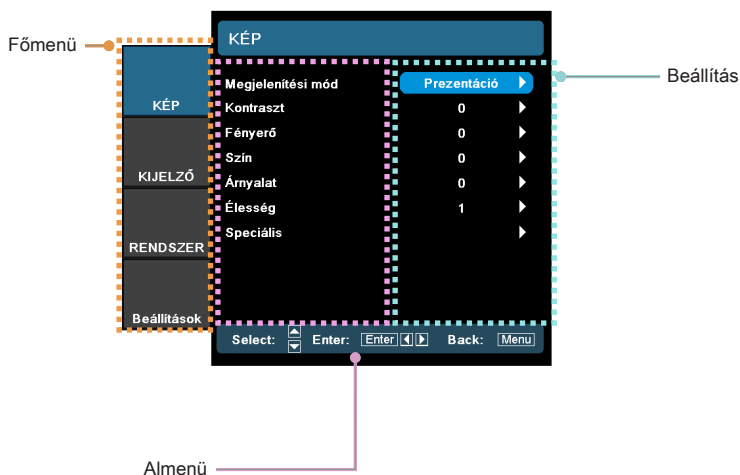 Főmenü
KÉP
KÉP
KIJELZŐ
RENDSZER
Beállítások
Megjelenítési mód Prezentáció
Kontraszt 0
Fényerő 0
Szín 0
Árnyalat 0
Élesség 1
Speciális
Beállítás
Select: Enter: Enter Back: Menu
Almenü